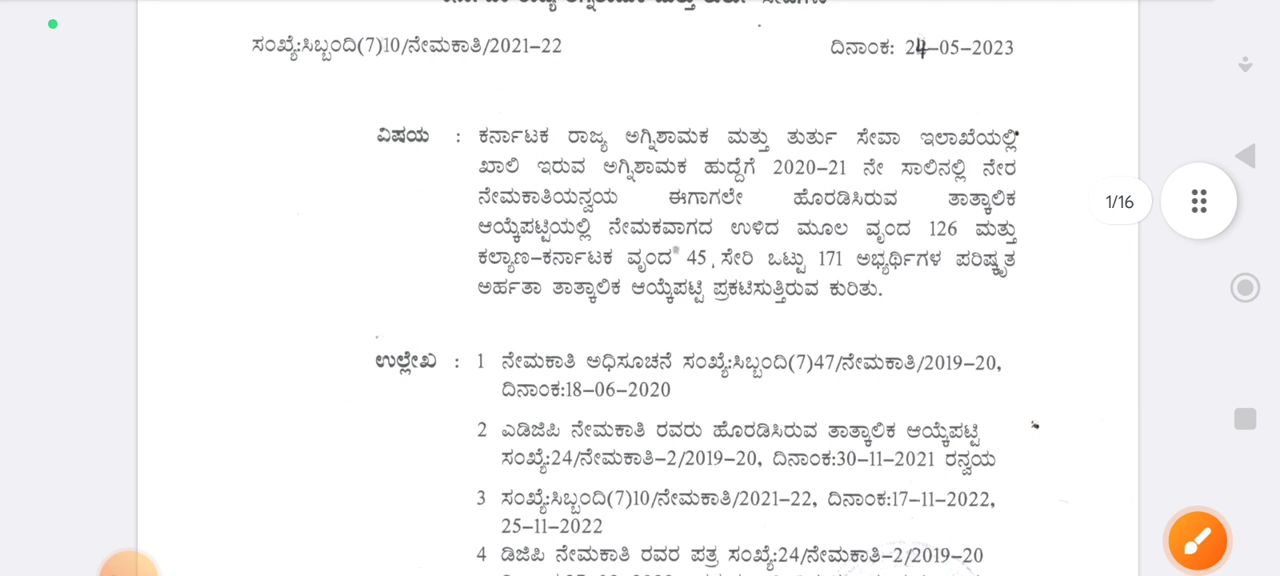 ಸಂಖ್ಯೆ:ಸಿಬ್ಬಂದಿ(7)10/ನೇಮಕಾತಿ/2021-22 ದಿನಾಂಕ: 24-05-2023
ವಿಷಯ : ಕರ್ನಾಟಕ ರಾಜ್ಯ ಅಗ್ನಿಶಾಮಕ ಮತ್ತು ತುರ್ತು ಸೇವಾ ಇಲಾಖೆಯಲ್ಲಿ
ಖಾಲಿ ಇರುವ ಅಗ್ನಿಶಾಮಕ ಹುದ್ದೆಗೆ 2020-21 ನೇ ಸಾಲಿನಲ್ಲಿ ನೇರ
ನೇಮಕಾತಿಯನ್ವಯ ಈಗಾಗಲೇ ಹೊರಡಿಸಿರುವ ತಾತ್ಕಾಲಿಕ
ಆಯ್ಕೆಪಟ್ಟಿಯಲ್ಲಿ ನೇಮಕವಾಗದ ಉಳಿದ ಮೂಲ ವೃಂದ 126 ಮತ್ತು
ಕಲ್ಯಾಣ-ಕರ್ನಾಟಕ ವೃಂದ 45, ಸೇರಿ ಒಟ್ಟು 171 ಅಭ್ಯರ್ಥಿಗಳ ಪರಿಷ್ಕೃತ
ಅರ್ಹತಾ ತಾತ್ಕಾಲಿಕ ಆಯ್ಕೆಪಟ್ಟಿ ಪ್ರಕಟಿಸುತ್ತಿರುವ ಕುರಿತು.
1/16
ಉಲ್ಲೇಖ : 1 ನೇಮಕಾತಿ ಅಧಿಸೂಚನೆ ಸಂಖ್ಯೆ:ಸಿಬ್ಬಂದಿ(7)47/ನೇಮಕಾತಿ/2019-20,
ದಿನಾಂಕ:18-06-2020
2 ಎಡಿಜಿಪಿ ನೇಮಕಾತಿ ರವರು ಹೊರಡಿಸಿರುವ ತಾತ್ಕಾಲಿಕ ಆಯ್ಕೆಪಟ್ಟಿ
ಸಂಖ್ಯೆ:24/ನೇಮಕಾತಿ-2/2019-20, ದಿನಾಂಕ:30-11-2021 ರನ್ವಯ
3 ಸಂಖ್ಯೆ:ಸಿಬ್ಬಂದಿ(7)10/ನೇಮಕಾತಿ/2021-22, ದಿನಾಂಕ:17-11-2022,
25-11-2022
4 ಡಿಜಿಪಿ ನೇಮಕಾತಿ ರವರ ಪತ್ರ ಸಂಖ್ಯೆ:24/ನೇಮಕಾತಿ-2/2019-20